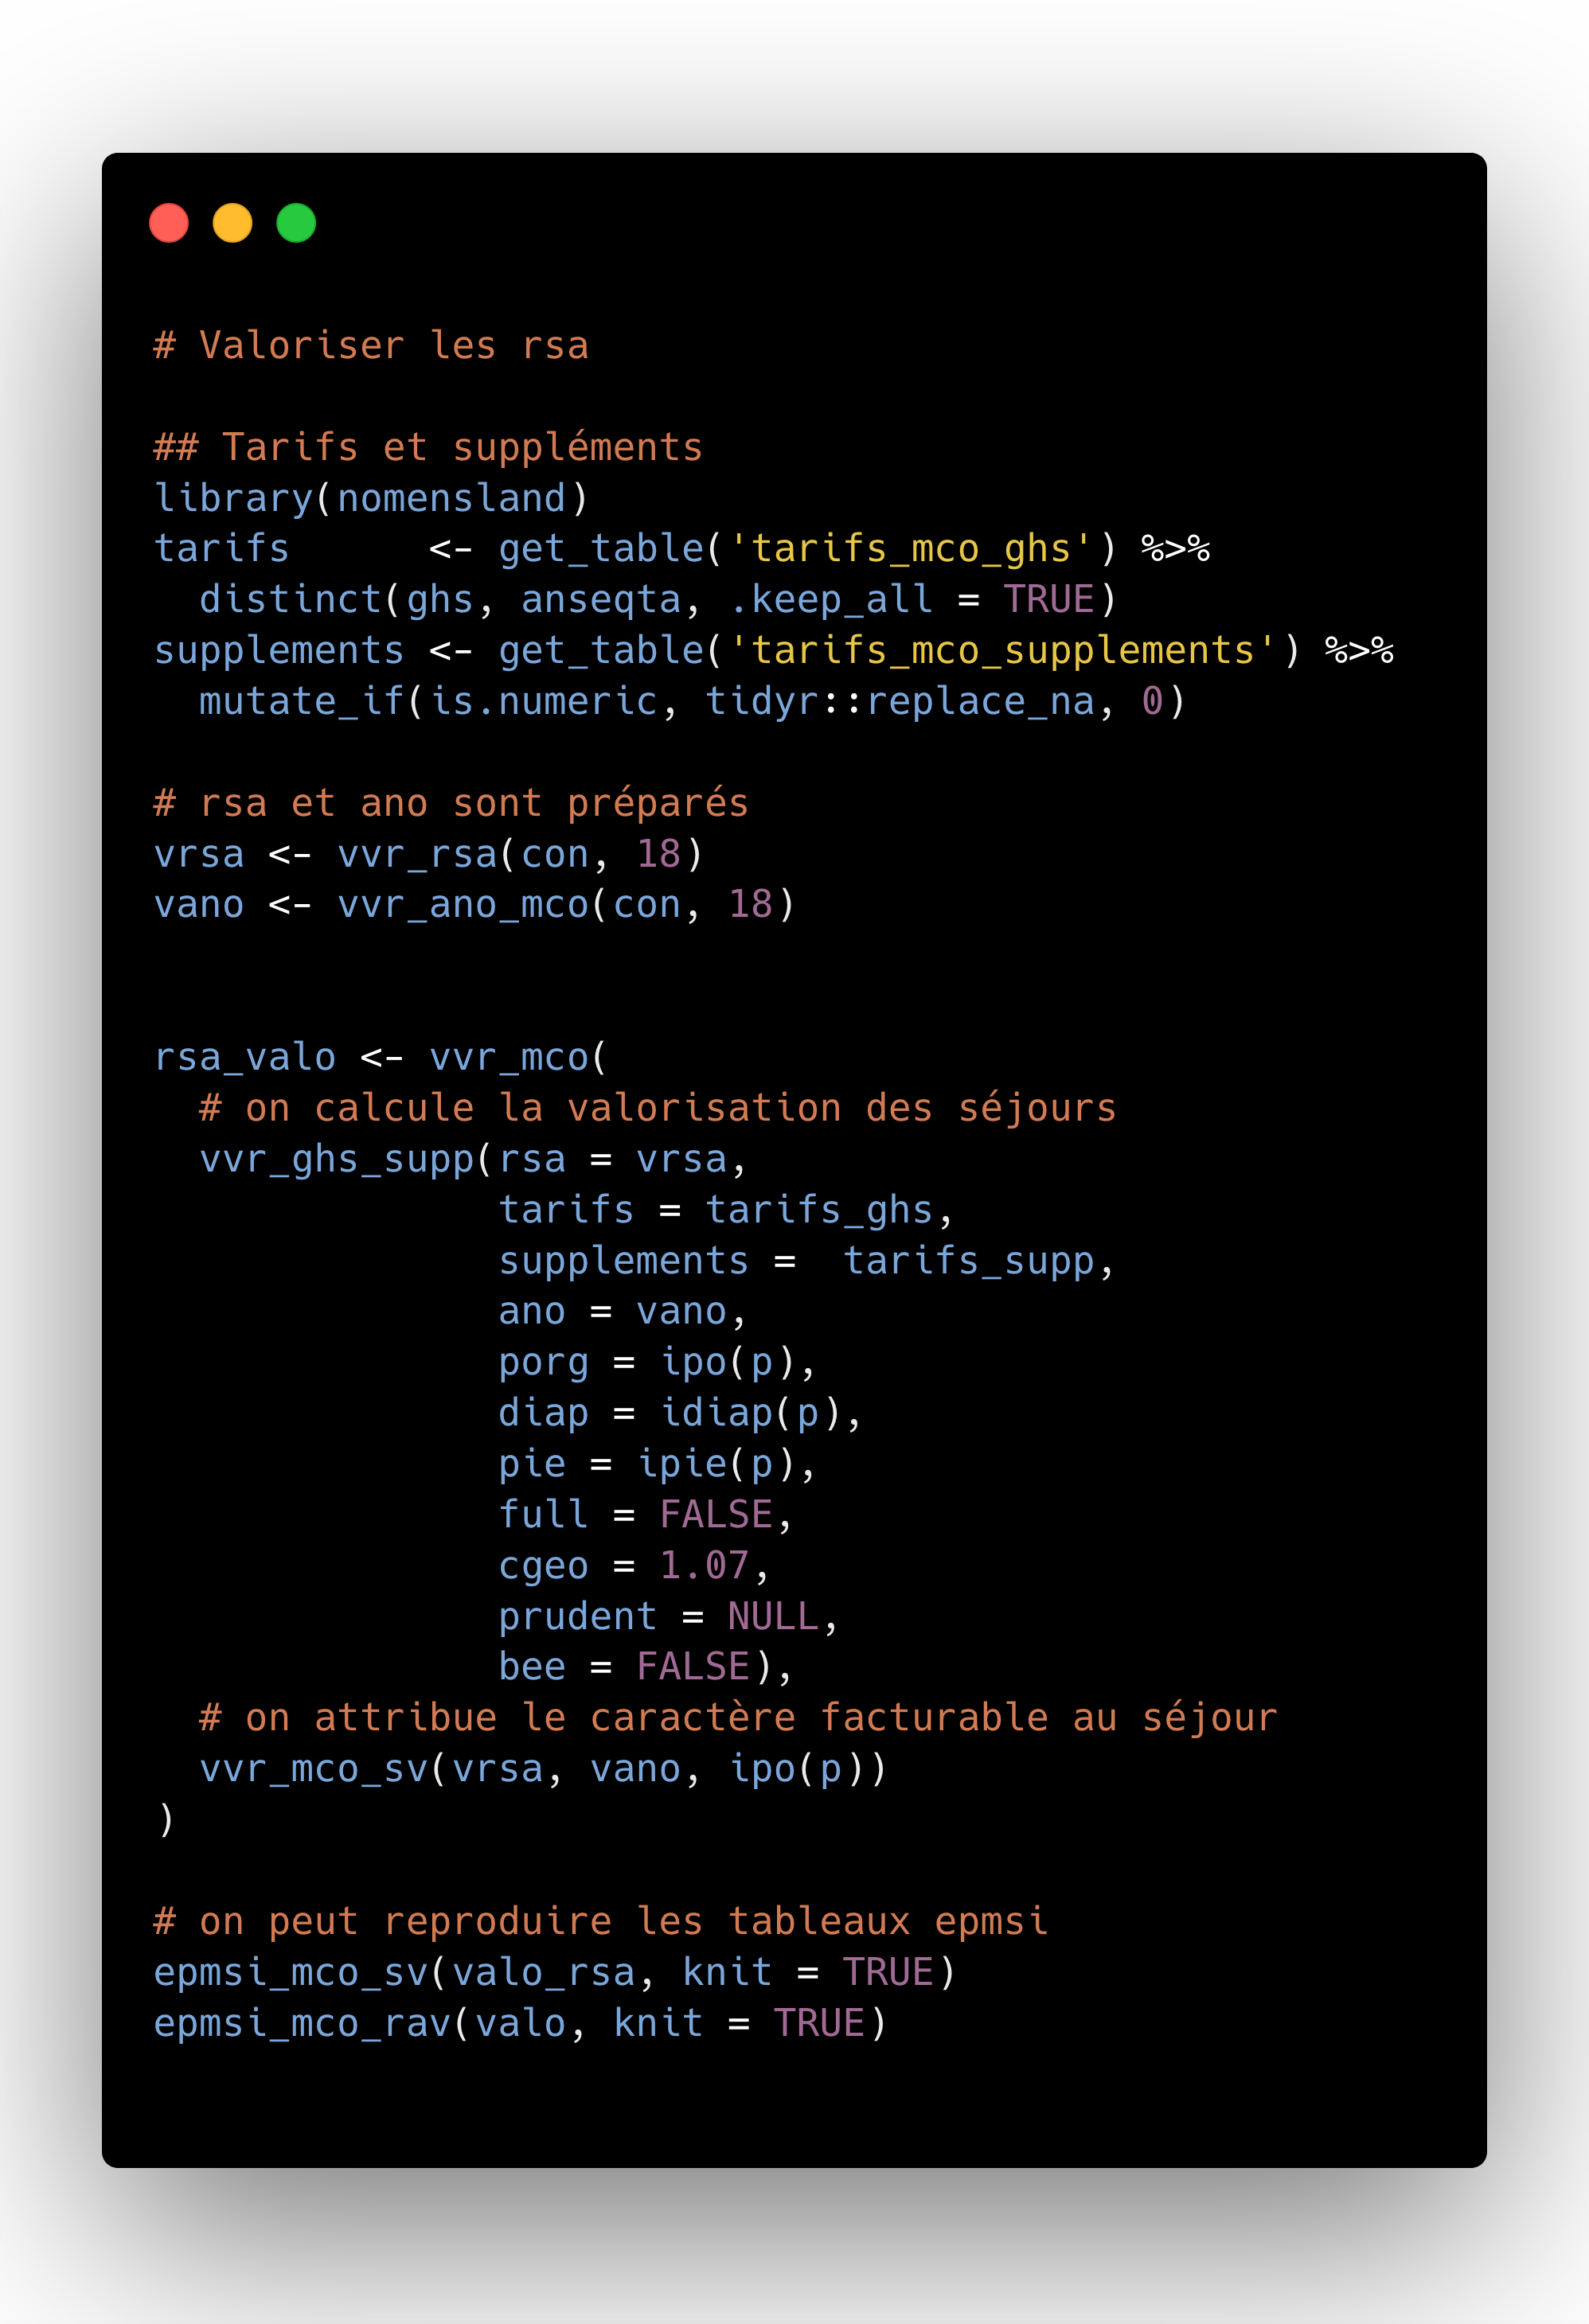 # Valoriser les rsa
## Tarifs et suppléments
library(nomensland)
tarifs      <- get_table('tarifs_mco_ghs') %>%
  distinct(ghs, anseqta, .keep_all = TRUE)
supplements <- get_table('tarifs_mco_supplements') %>%
  mutate_if(is.numeric, tidyr::replace_na, 0)
# rsa et ano sont préparés
vrsa <- vvr_rsa(con, 18)
vano <- vvr_ano_mco(con, 18)
rsa_valo <- vvr_mco(
  # on calcule la valorisation des séjours
  vvr_ghs_supp(rsa = vrsa,
               tarifs = tarifs_ghs,
               supplements =  tarifs_supp,
               ano = vano,
               porg = ipo(p),
               diap = idiap(p),
               pie = ipie(p),
               full = FALSE,
               cgeo = 1.07,
               prudent = NULL,
               bee = FALSE),
  # on attribue le caractère facturable au séjour
  vvr_mco_sv(vrsa, vano, ipo(p))
)
# on peut reproduire les tableaux epmsi
epmsi_mco_sv(valo_rsa, knit = TRUE)
epmsi_mco_rav(valo, knit = TRUE)